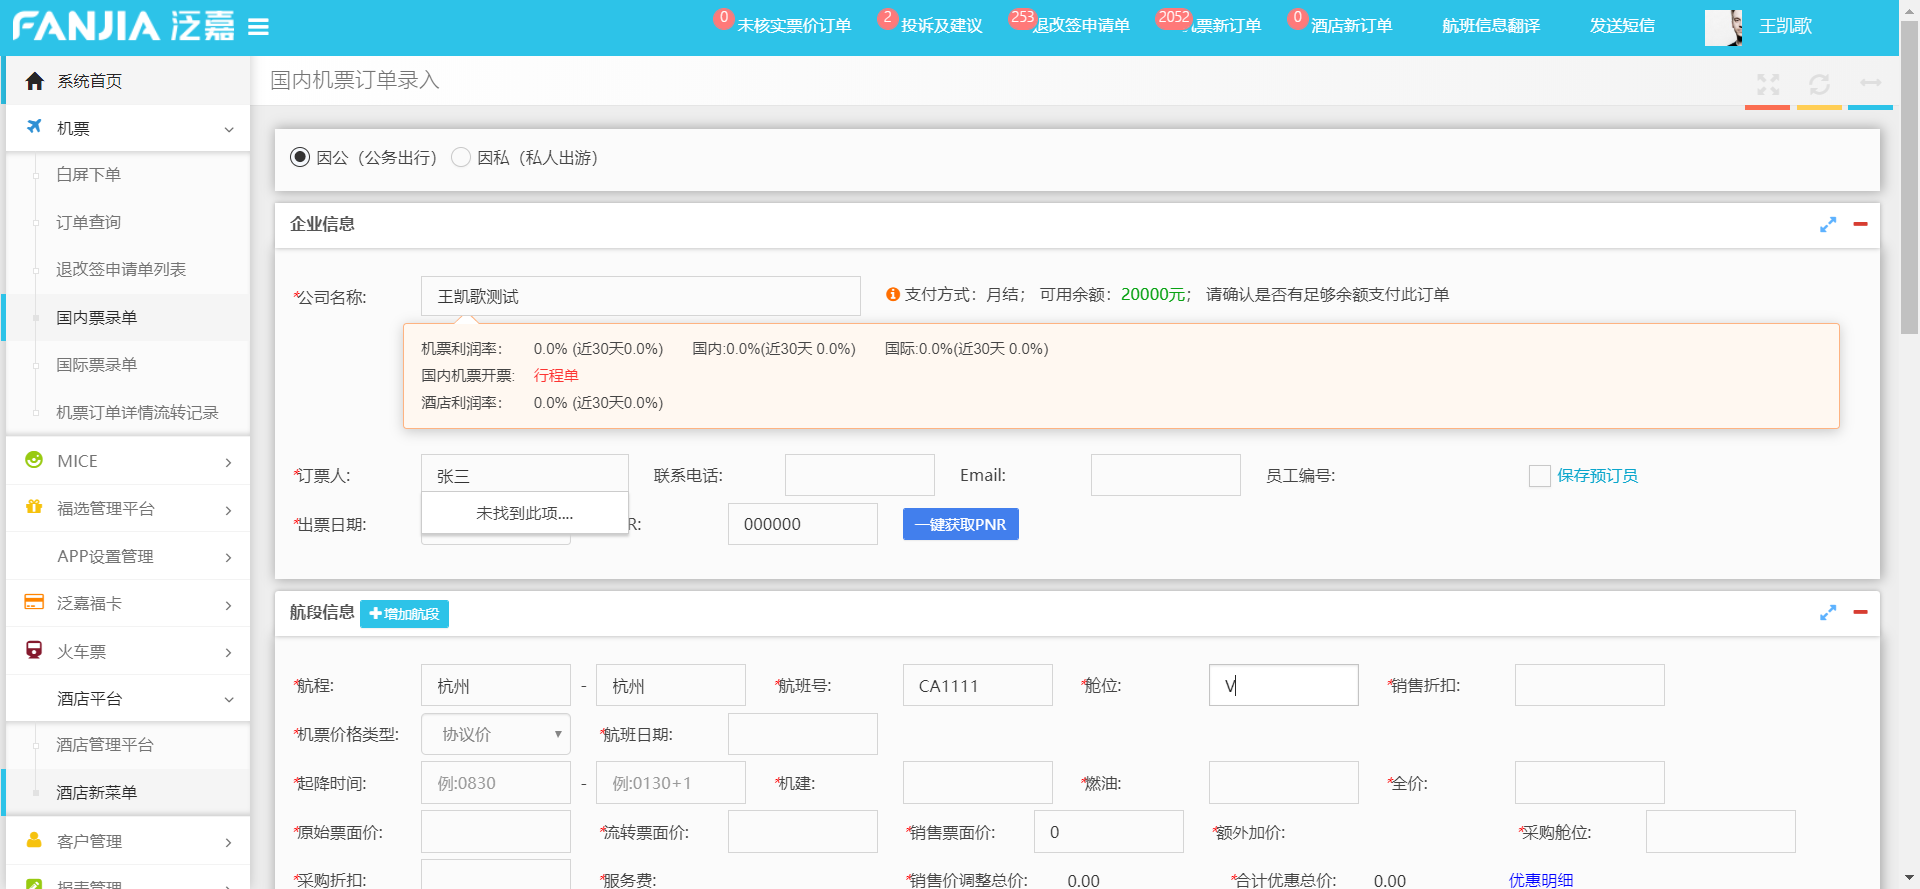 FANJIA 泛嘉
0 未核实票价订单
2 投诉及建议
253 退改签申请单
2052 票新订单
0 酒店新订单
航班信息翻译
发送短信
王凯歌
系统首页
机票
白屏下单
订单查询
退改签申请单列表
国内票录单
国际票录单
机票订单详情流转记录
MICE
福选管理平台
APP设置管理
泛嘉福卡
火车票
酒店平台
酒店管理平台
酒店新菜单
客户管理
报表管理
国内机票订单录入
因公（公务出行） 因私（私人出游）
企业信息
*公司名称: 王凯歌测试 支付方式：月结； 可用余额：20000元； 请确认是否有足够余额支付此订单
机票利润率： 0.0% (近30天0.0%) 国内:0.0%(近30天 0.0%) 国际:0.0%(近30天 0.0%)
国内机票开票: 行程单
酒店利润率： 0.0% (近30天0.0%)
*订票人: 张三 联系电话: Email: 员工编号: 保存预订员
未找到此项....
*出票日期: R: 000000 一键获取PNR
航段信息 增加航段
*航程: 杭州 - 杭州 *航班号: CA1111 *舱位: V *销售折扣:
*机票价格类型: 协议价 *航班日期:
*起降时间: 例:0830 - 例:0130+1 *机建: *燃油: *全价:
*原始票面价: *流转票面价: *销售票面价: 0 *额外加价: *采购舱位:
*采购折扣: *服务费: *销售价调整总价: 0.00 *合计优惠总价: 0.00 优惠明细